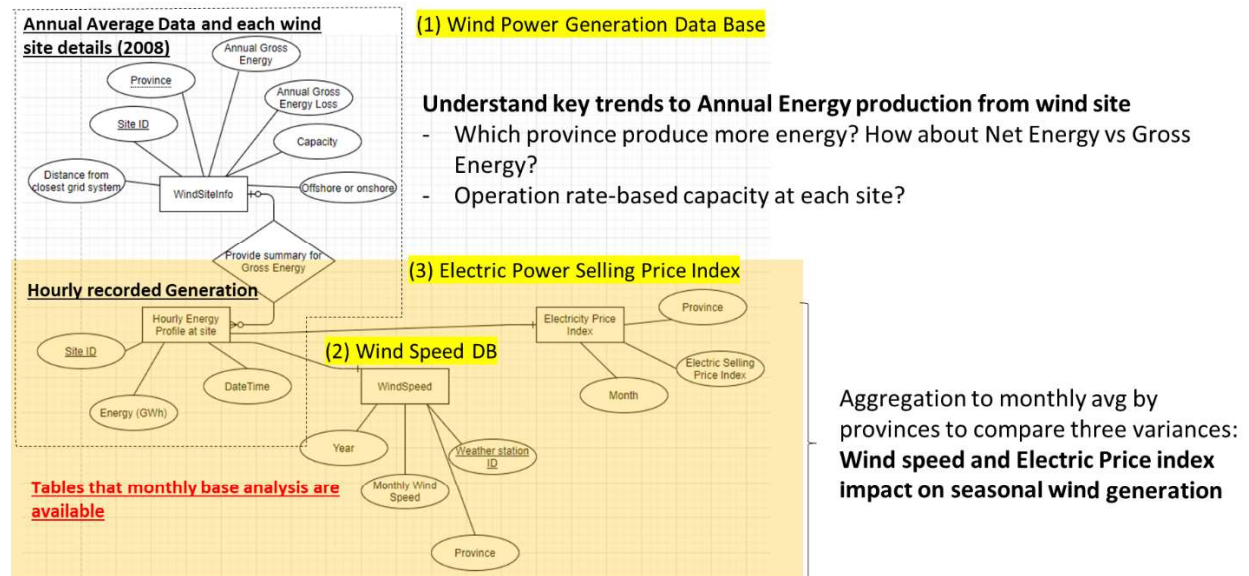 Annual Average Data and each wind
site details (2008)
(1) Wind Power Generation Data Base
Annual Gross
Energy
Province
Annual Gross
Energy Loss
Site ID
Capacity
Distance from
closest grid system
WindSiteInfo
Offshore or onshore
Understand key trends to Annual Energy production from wind site
- Which province produce more energy? How about Net Energy vs Gross
Energy?
- Operation rate-based capacity at each site?
Provide summary for
Gross Energy
(3) Electric Power Selling Price Index
Hourly recorded Generation
Hourly Energy
Profile at site
Electricity Price
Index
Province
Site ID
(2) Wind Speed DB
Electric Selling
Price Index
DateTime
WindSpeed
Month
Energy (GWh)
Year
Weather station
ID
Monthly Wind
Speed
Tables that monthly base analysis are
available
Province
Aggregation to monthly avg by
provinces to compare three variances:
Wind speed and Electric Price index
impact on seasonal wind generation